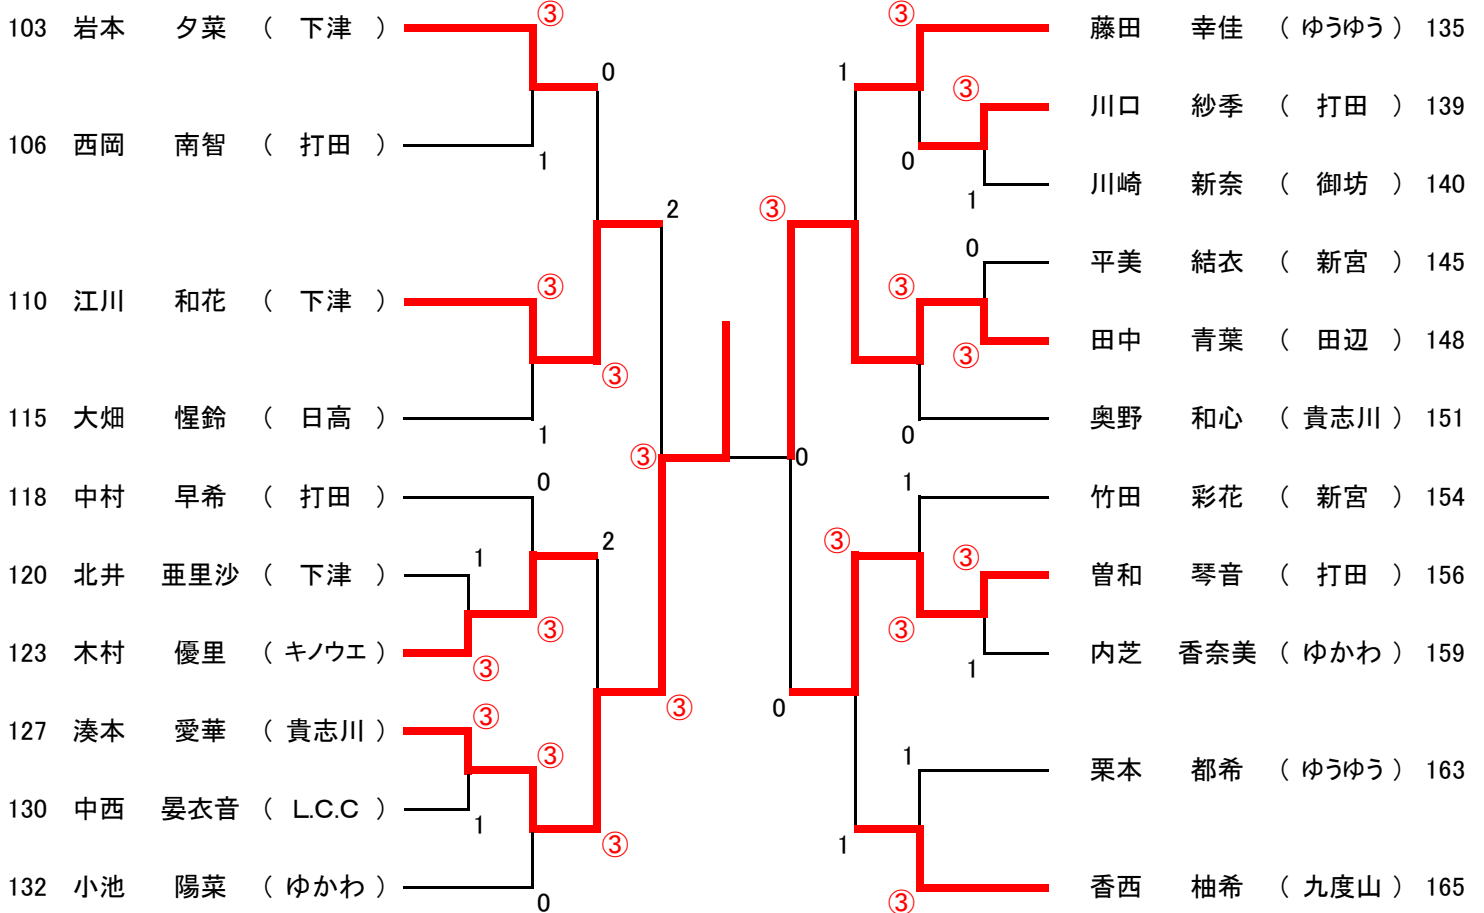 103 岩本 夕菜 ( 下津 ) ③ ③ 藤田 幸佳 ( ゆうゆう ) 135
0 1
③ 川口 紗季 ( 打田 ) 139
106 西岡 南智 ( 打田 ) 1 0
1 川崎 新奈 ( 御坊 ) 140
2 ③
0 平美 結衣 ( 新宮 ) 145
110 江川 和花 ( 下津 ) ③ ③
③ 田中 青葉 ( 田辺 ) 148
③
115 大畑 惺鈴 ( 日高 ) 1 0 奥野 和心 ( 貴志川 ) 151
③ 0
118 中村 早希 ( 打田 ) 0 1 竹田 彩花 ( 新宮 ) 154
2 ③
120 北井 亜里沙 ( 下津 ) 1 ③ 曽和 琴音 ( 打田 ) 156
③ ③
123 木村 優里 ( キノウエ ) ③ 1 内芝 香奈美 ( ゆかわ ) 159
③ 0
127 湊本 愛華 ( 貴志川 ) ③
③ 1 栗本 都希 ( ゆうゆう ) 163
130 中西 晏衣音 ( L.C.C ) 1
③ 1
132 小池 陽菜 ( ゆかわ ) 0 ③ 香西 柚希 ( 九度山 ) 165